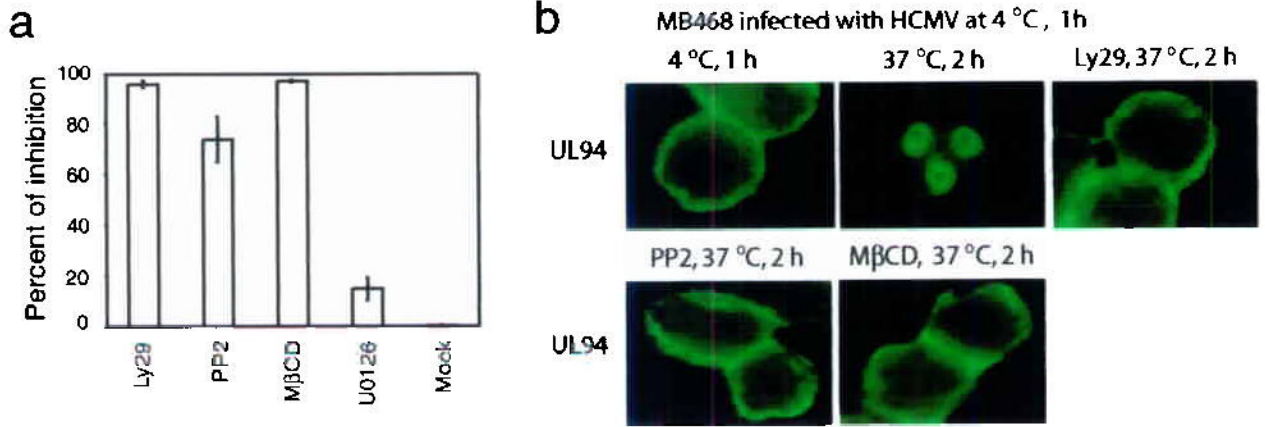 a
Percent of inhibition
100
80
60
40
20
0
Ly29
PP2
MβCD
U0126
Mock
b
MB468 infected with HCMV at 4 °C, 1h
4 °C, 1 h
37 °C, 2 h
Ly29, 37 °C, 2 h
UL94
PP2, 37 °C, 2 h
MβCD, 37 °C, 2 h
UL94